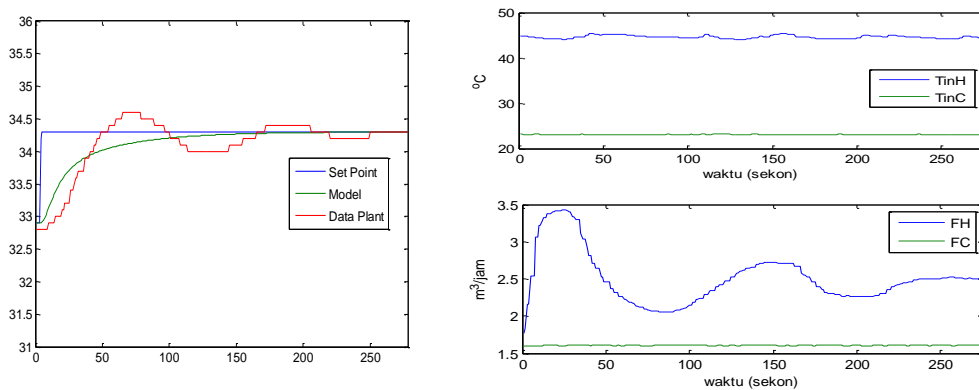 36
35.5
35
34.5
34
33.5
33
32.5
32
31.5
31
0 50 100 150 200 250
Set Point
Model
Data Plant
50
40
30
20
⁰C
0 50 100 150 200 250
waktu (sekon)
TinH
TinC
3.5
3
2.5
2
1.5
m³/jam
0 50 100 150 200 250
waktu (sekon)
FH
FC